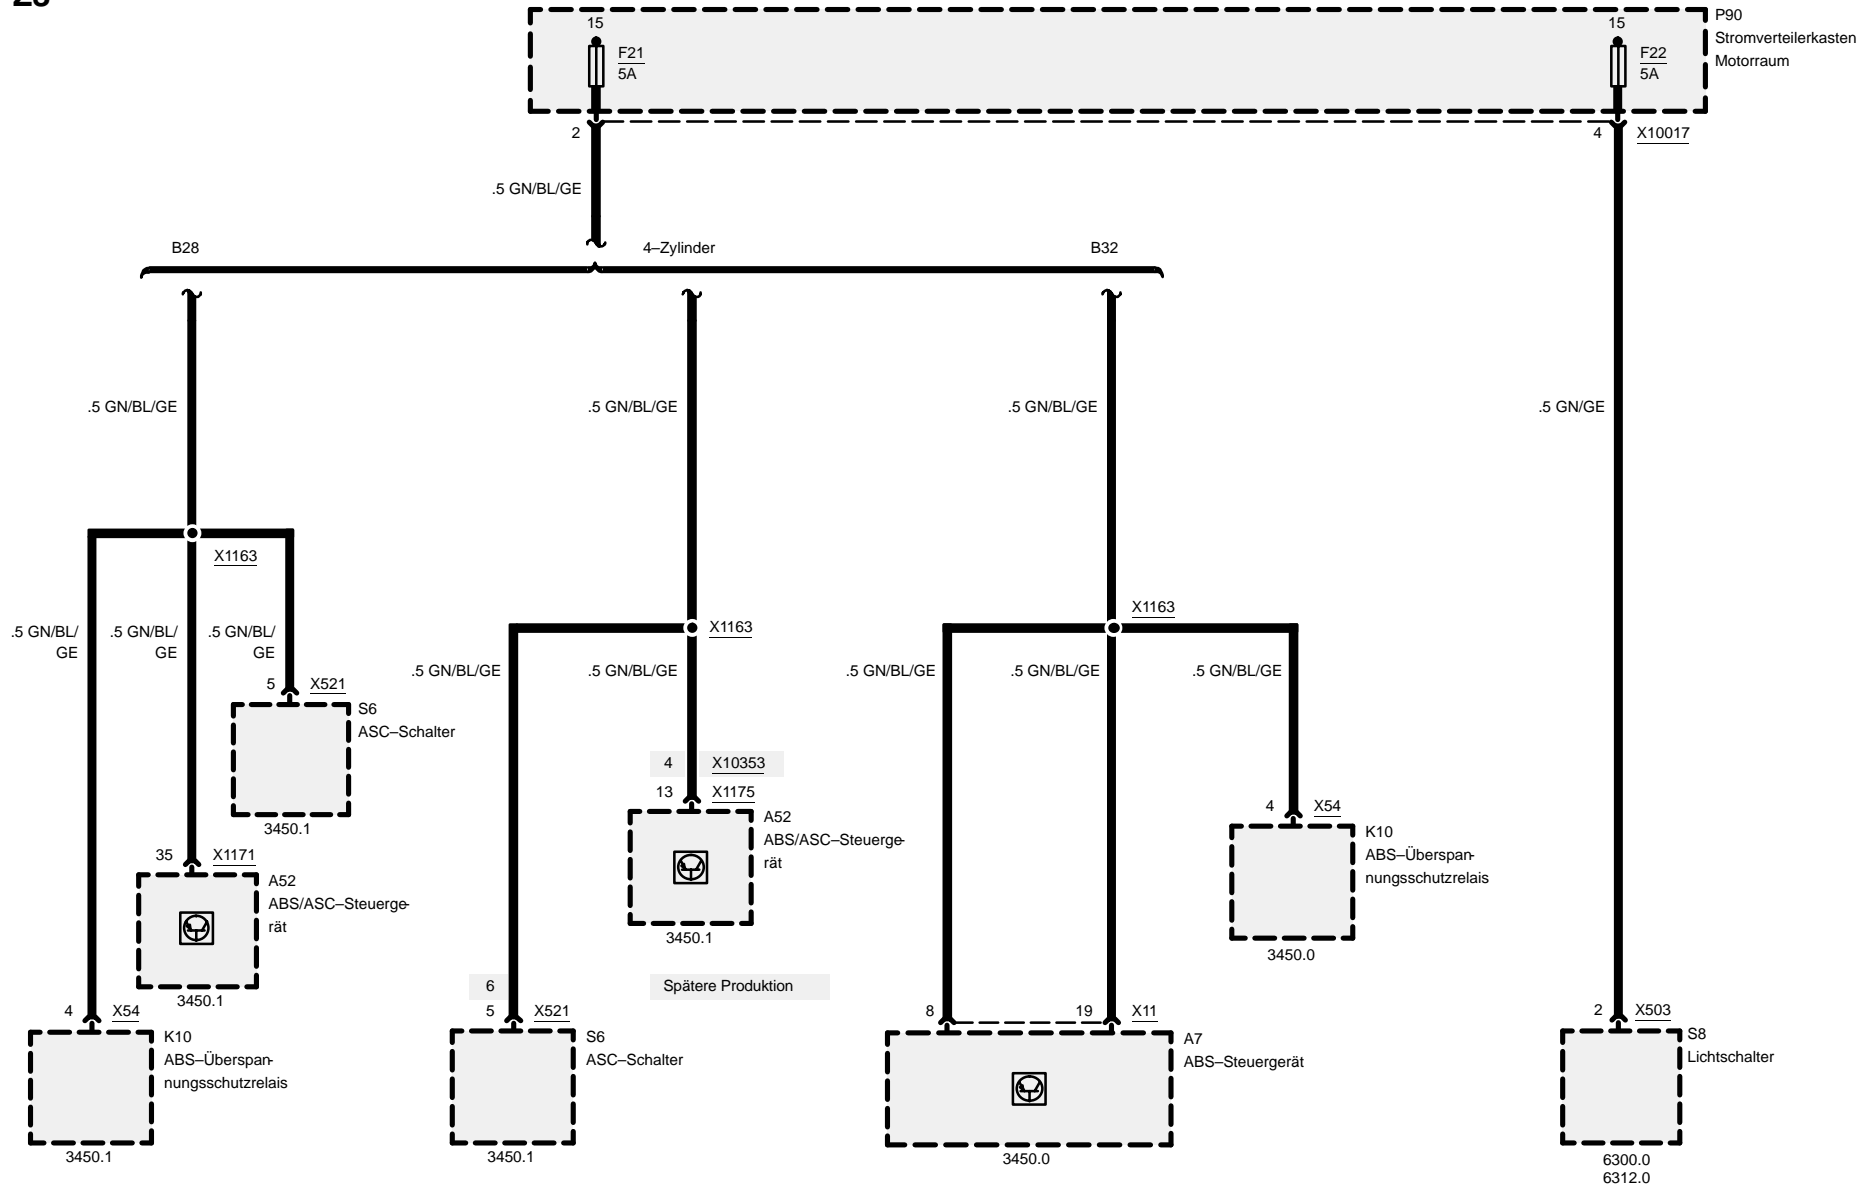 15
F21
5A
15
F22
5A
P90
Stromverteilerkasten
Motorraum
2
4
X10017
.5 GN/BL/GE
B28
4–Zylinder
B32
.5 GN/BL/GE
.5 GN/BL/GE
.5 GN/BL/GE
.5 GN/GE
X1163
X1163
X1163
.5 GN/BL/
GE
.5 GN/BL/
GE
.5 GN/BL/
GE
.5 GN/BL/GE
.5 GN/BL/GE
.5 GN/BL/GE
.5 GN/BL/GE
.5 GN/BL/GE
5
X521
S6
ASC–Schalter
3450.1
4
X10353
13
X1175
A52
ABS/ASC–Steuerge-
rät
3450.1
4
X54
K10
ABS–Überspan-
nungsschutzrelais
3450.0
35
X1171
A52
ABS/ASC–Steuerge-
rät
3450.1
6
Spätere Produktion
4
X54
K10
ABS–Überspan-
nungsschutzrelais
3450.1
5
X521
S6
ASC–Schalter
3450.1
8
19
X11
A7
ABS–Steuergerät
3450.0
2
X503
S8
Lichtschalter
6300.0
6312.0